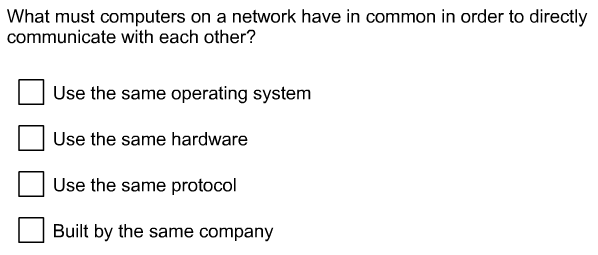 What must computers on a network have in common in order to directly
communicate with each other?
Use the same operating system
Use the same hardware
Use the same protocol
Built by the same company